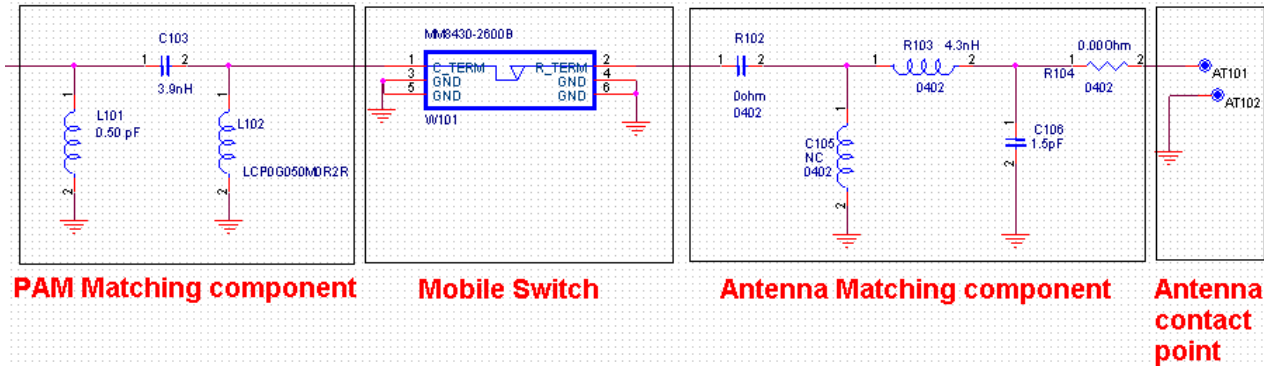 C103
1 2
3.9nH
1
L101
0.50 pF
2
1
L102
LCP0G050M0R2R
2
MM8430-2600B
1 C_TERM R_TERM 2
3 GND GND 4
5 GND GND 6
W101
R102
1 2
0ohm
0402
1
C105
NC
0402
2
R103 4.3nH
1 2
0402
1
C106
1.5pF
2
0.00Ohm
1 2
R104
0402
AT101
AT102
PAM Matching component
Mobile Switch
Antenna Matching component
Antenna
contact
point